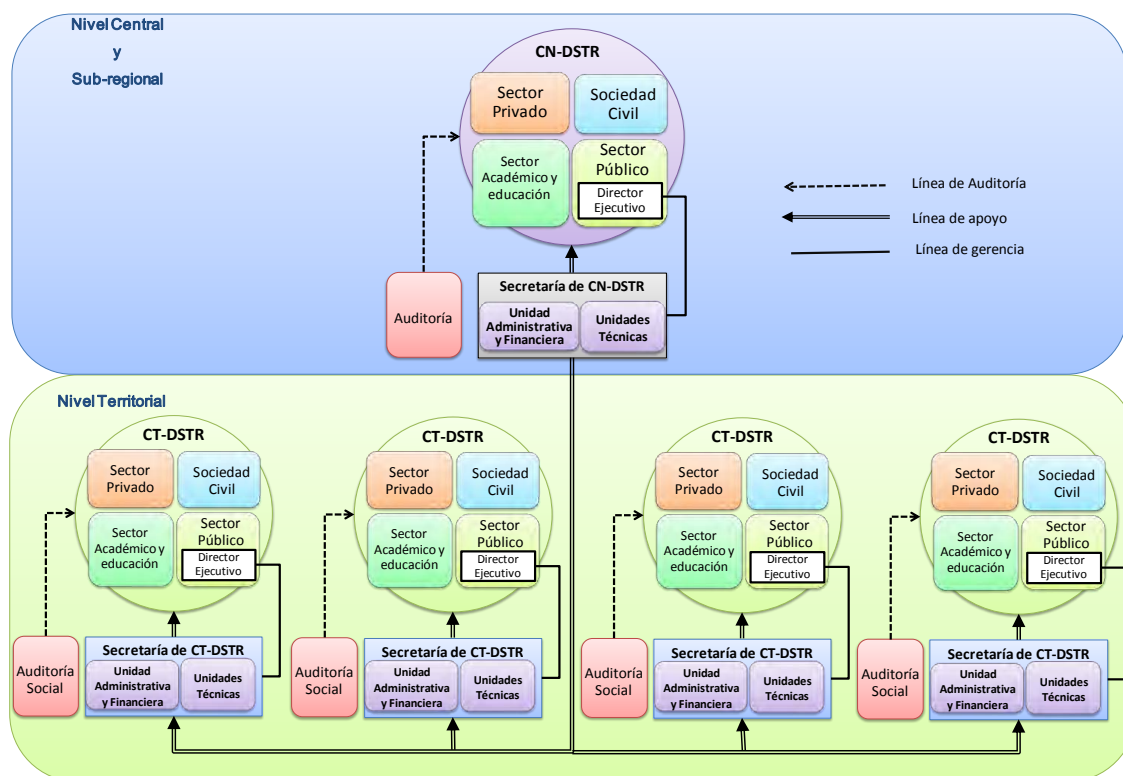 Nivel Central
y
Sub-regional
CN-DSTR
Sector
Privado
Sociedad
Civil
Sector
Académico y
educación
Sector
Público
Director
Ejecutivo
Línea de Auditoría
Línea de apoyo
Línea de gerencia
Auditoría
Secretaría de CN-DSTR
Unidad
Administrativa
y Financiera
Unidades
Técnicas
Nivel Territorial
CT-DSTR
Sector
Privado
Sociedad
Civil
Sector
Académico y
educación
Sector
Público
Director
Ejecutivo
Auditoría
Social
Secretaría de CT-DSTR
Unidad
Administrativa
y Financiera
Unidades
Técnicas
CT-DSTR
Sector
Privado
Sociedad
Civil
Sector
Académico y
educación
Sector
Público
Director
Ejecutivo
Auditoría
Social
Secretaría de CT-DSTR
Unidad
Administrativa
y Financiera
Unidades
Técnicas
CT-DSTR
Sector
Privado
Sociedad
Civil
Sector
Académico y
educación
Sector
Público
Director
Ejecutivo
Auditoría
Social
Secretaría de CT-DSTR
Unidad
Administrativa
y Financiera
Unidades
Técnicas
CT-DSTR
Sector
Privado
Sociedad
Civil
Sector
Académico y
educación
Sector
Público
Director
Ejecutivo
Auditoría
Social
Secretaría de CT-DSTR
Unidad
Administrativa
y Financiera
Unidades
Técnicas